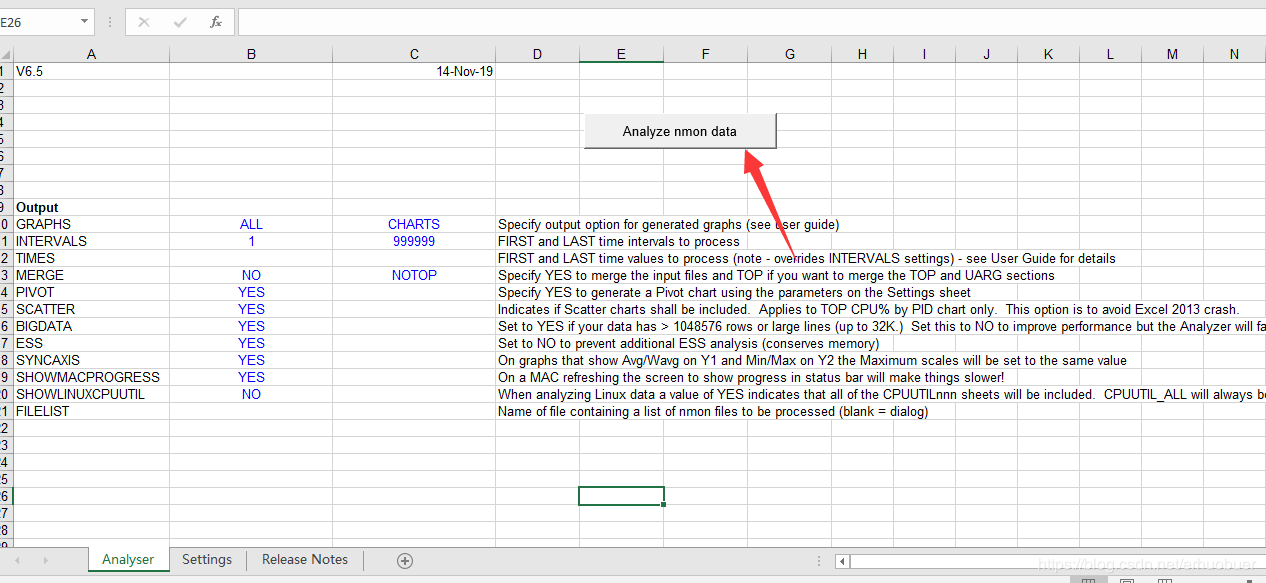 E26 fx
A B C D E F G H I J K L M N
1 V6.5 14-Nov-19
2
3
4
Analyze nmon data
5
6
7
8
9 Output
0 GRAPHS ALL CHARTS Specify output option for generated graphs (see user guide)
1 INTERVALS 1 999999 FIRST and LAST time intervals to process
2 TIMES FIRST and LAST time values to process (note - overrides INTERVALS settings) - see User Guide for details
3 MERGE NO NOTOP Specify YES to merge the input files and TOP if you want to merge the TOP and UARG sections
4 PIVOT YES Specify YES to generate a Pivot chart using the parameters on the Settings sheet
5 SCATTER YES Indicates if Scatter charts shall be included. Applies to TOP CPU% by PID chart only. This option is to avoid Excel 2013 crash.
6 BIGDATA YES Set to YES if your data has > 1048576 rows or large lines (up to 32K.) Set this to NO to improve performance but the Analyzer will fa
7 ESS YES Set to NO to prevent additional ESS analysis (conserves memory)
8 SYNCAXIS YES On graphs that show Avg/Wavg on Y1 and Min/Max on Y2 the Maximum scales will be set to the same value
9 SHOWMACPROGRESS YES On a MAC refreshing the screen to show progress in status bar will make things slower!
20 SHOWLINUXCPUUTIL NO When analyzing Linux data a value of YES indicates that all of the CPUUTILnnn sheets will be included. CPUUTIL_ALL will always be
21 FILELIST Name of file containing a list of nmon files to be processed (blank = dialog)
22
23
24
25
26
27
28
29
Analyser Settings Release Notes
https://blog.csdn.net/erhuobuer